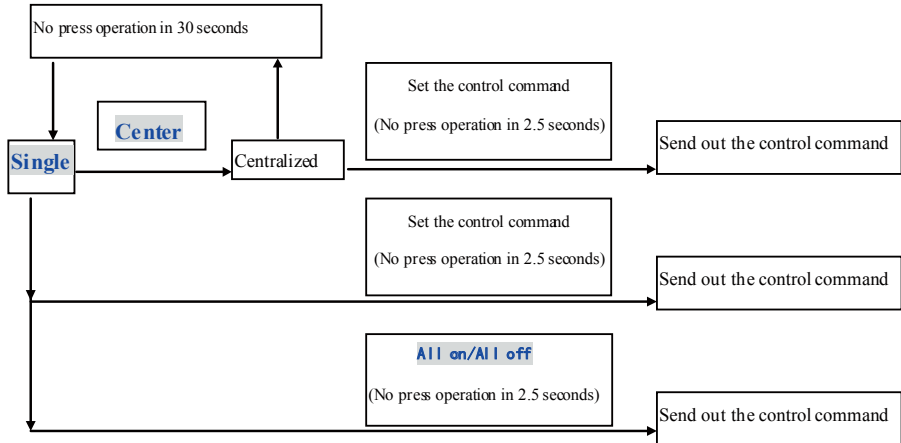 No press operation in 30 seconds
Set the control command
(No press operation in 2.5 seconds)
Center
Single
Centralized
Send out the control command
Set the control command
(No press operation in 2.5 seconds)
Send out the control command
All on/All off
(No press operation in 2.5 seconds)
Send out the control command